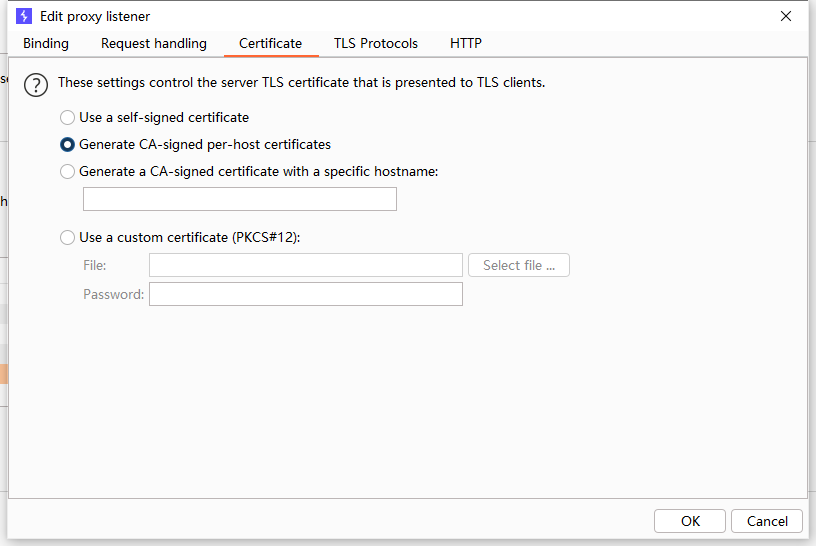 Edit proxy listener
Binding Request handling Certificate TLS Protocols HTTP
These settings control the server TLS certificate that is presented to TLS clients.
Use a self-signed certificate
Generate CA-signed per-host certificates
Generate a CA-signed certificate with a specific hostname:
Use a custom certificate (PKCS#12):
File: Select file ...
Password:
OK Cancel